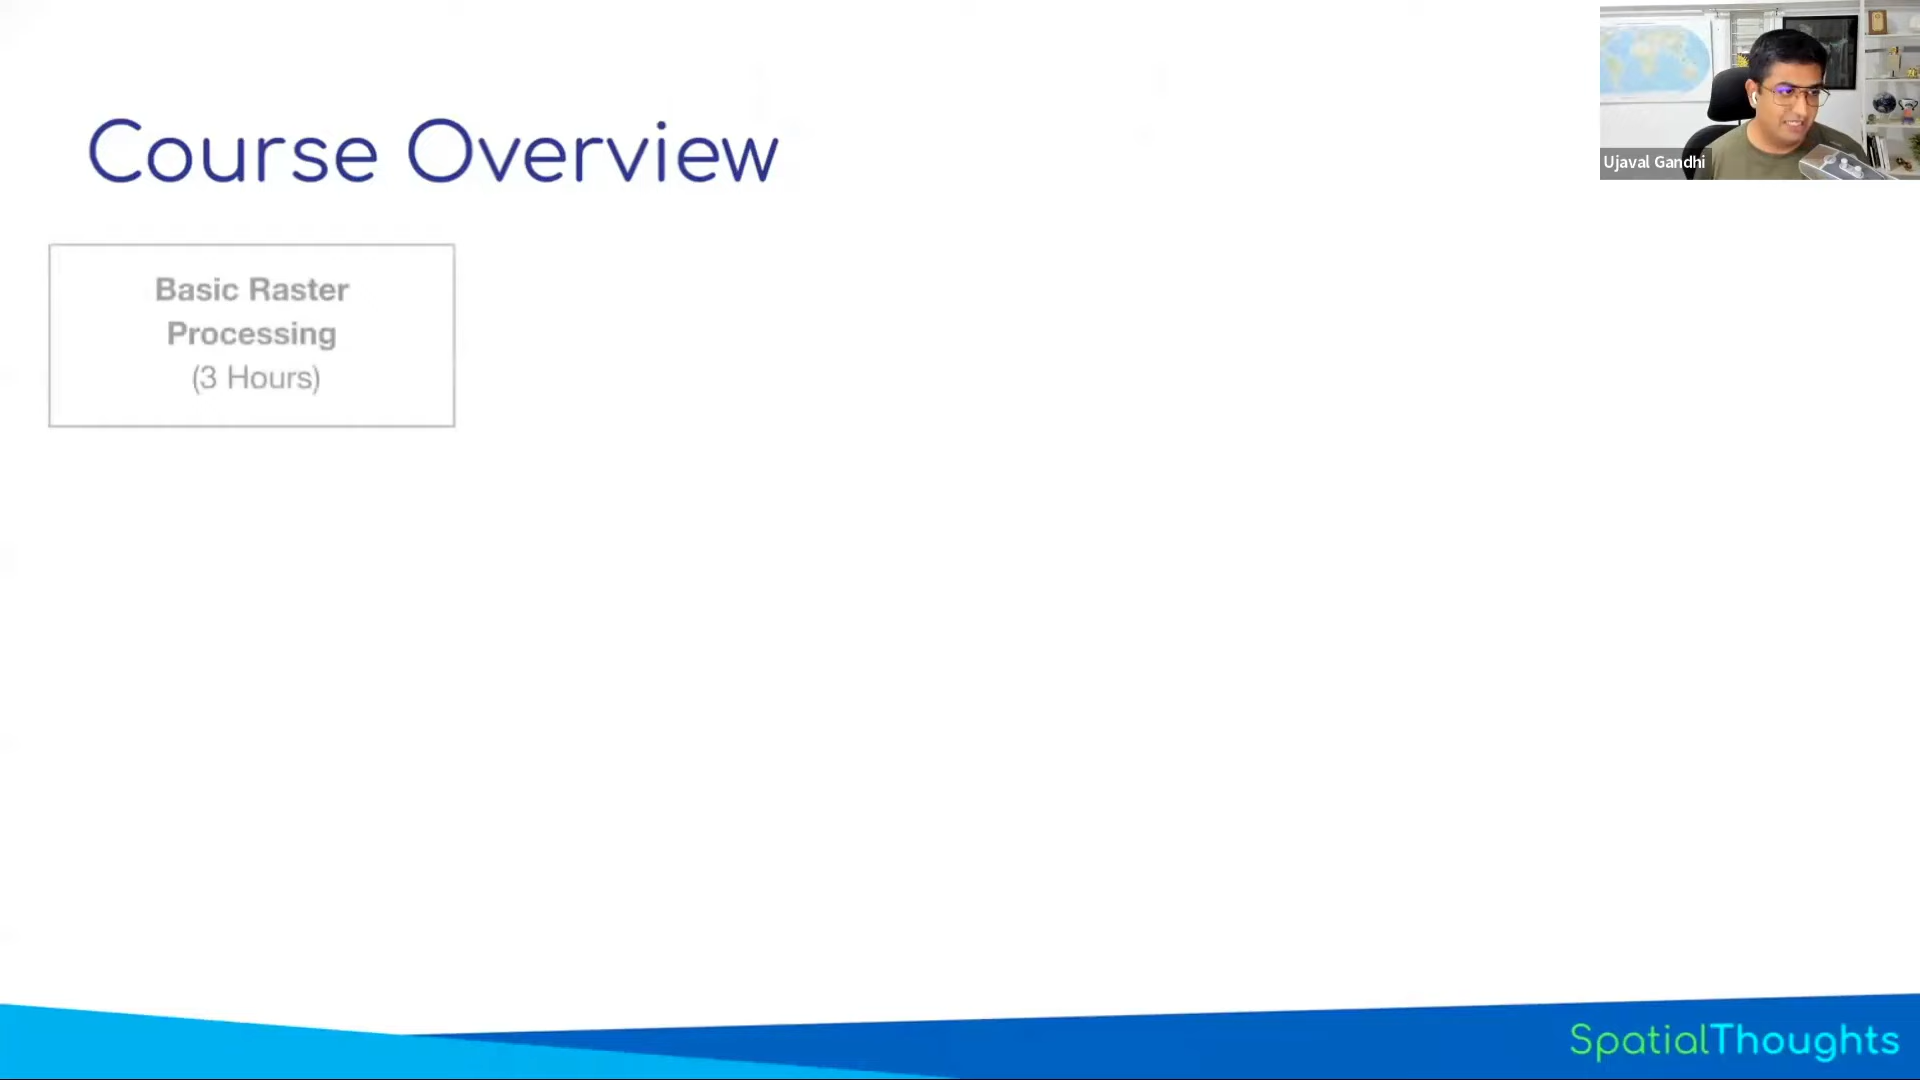 Course Overview
Ujaval Gandhi
Basic Raster
Processing
(3 Hours)
SpatialThoughts